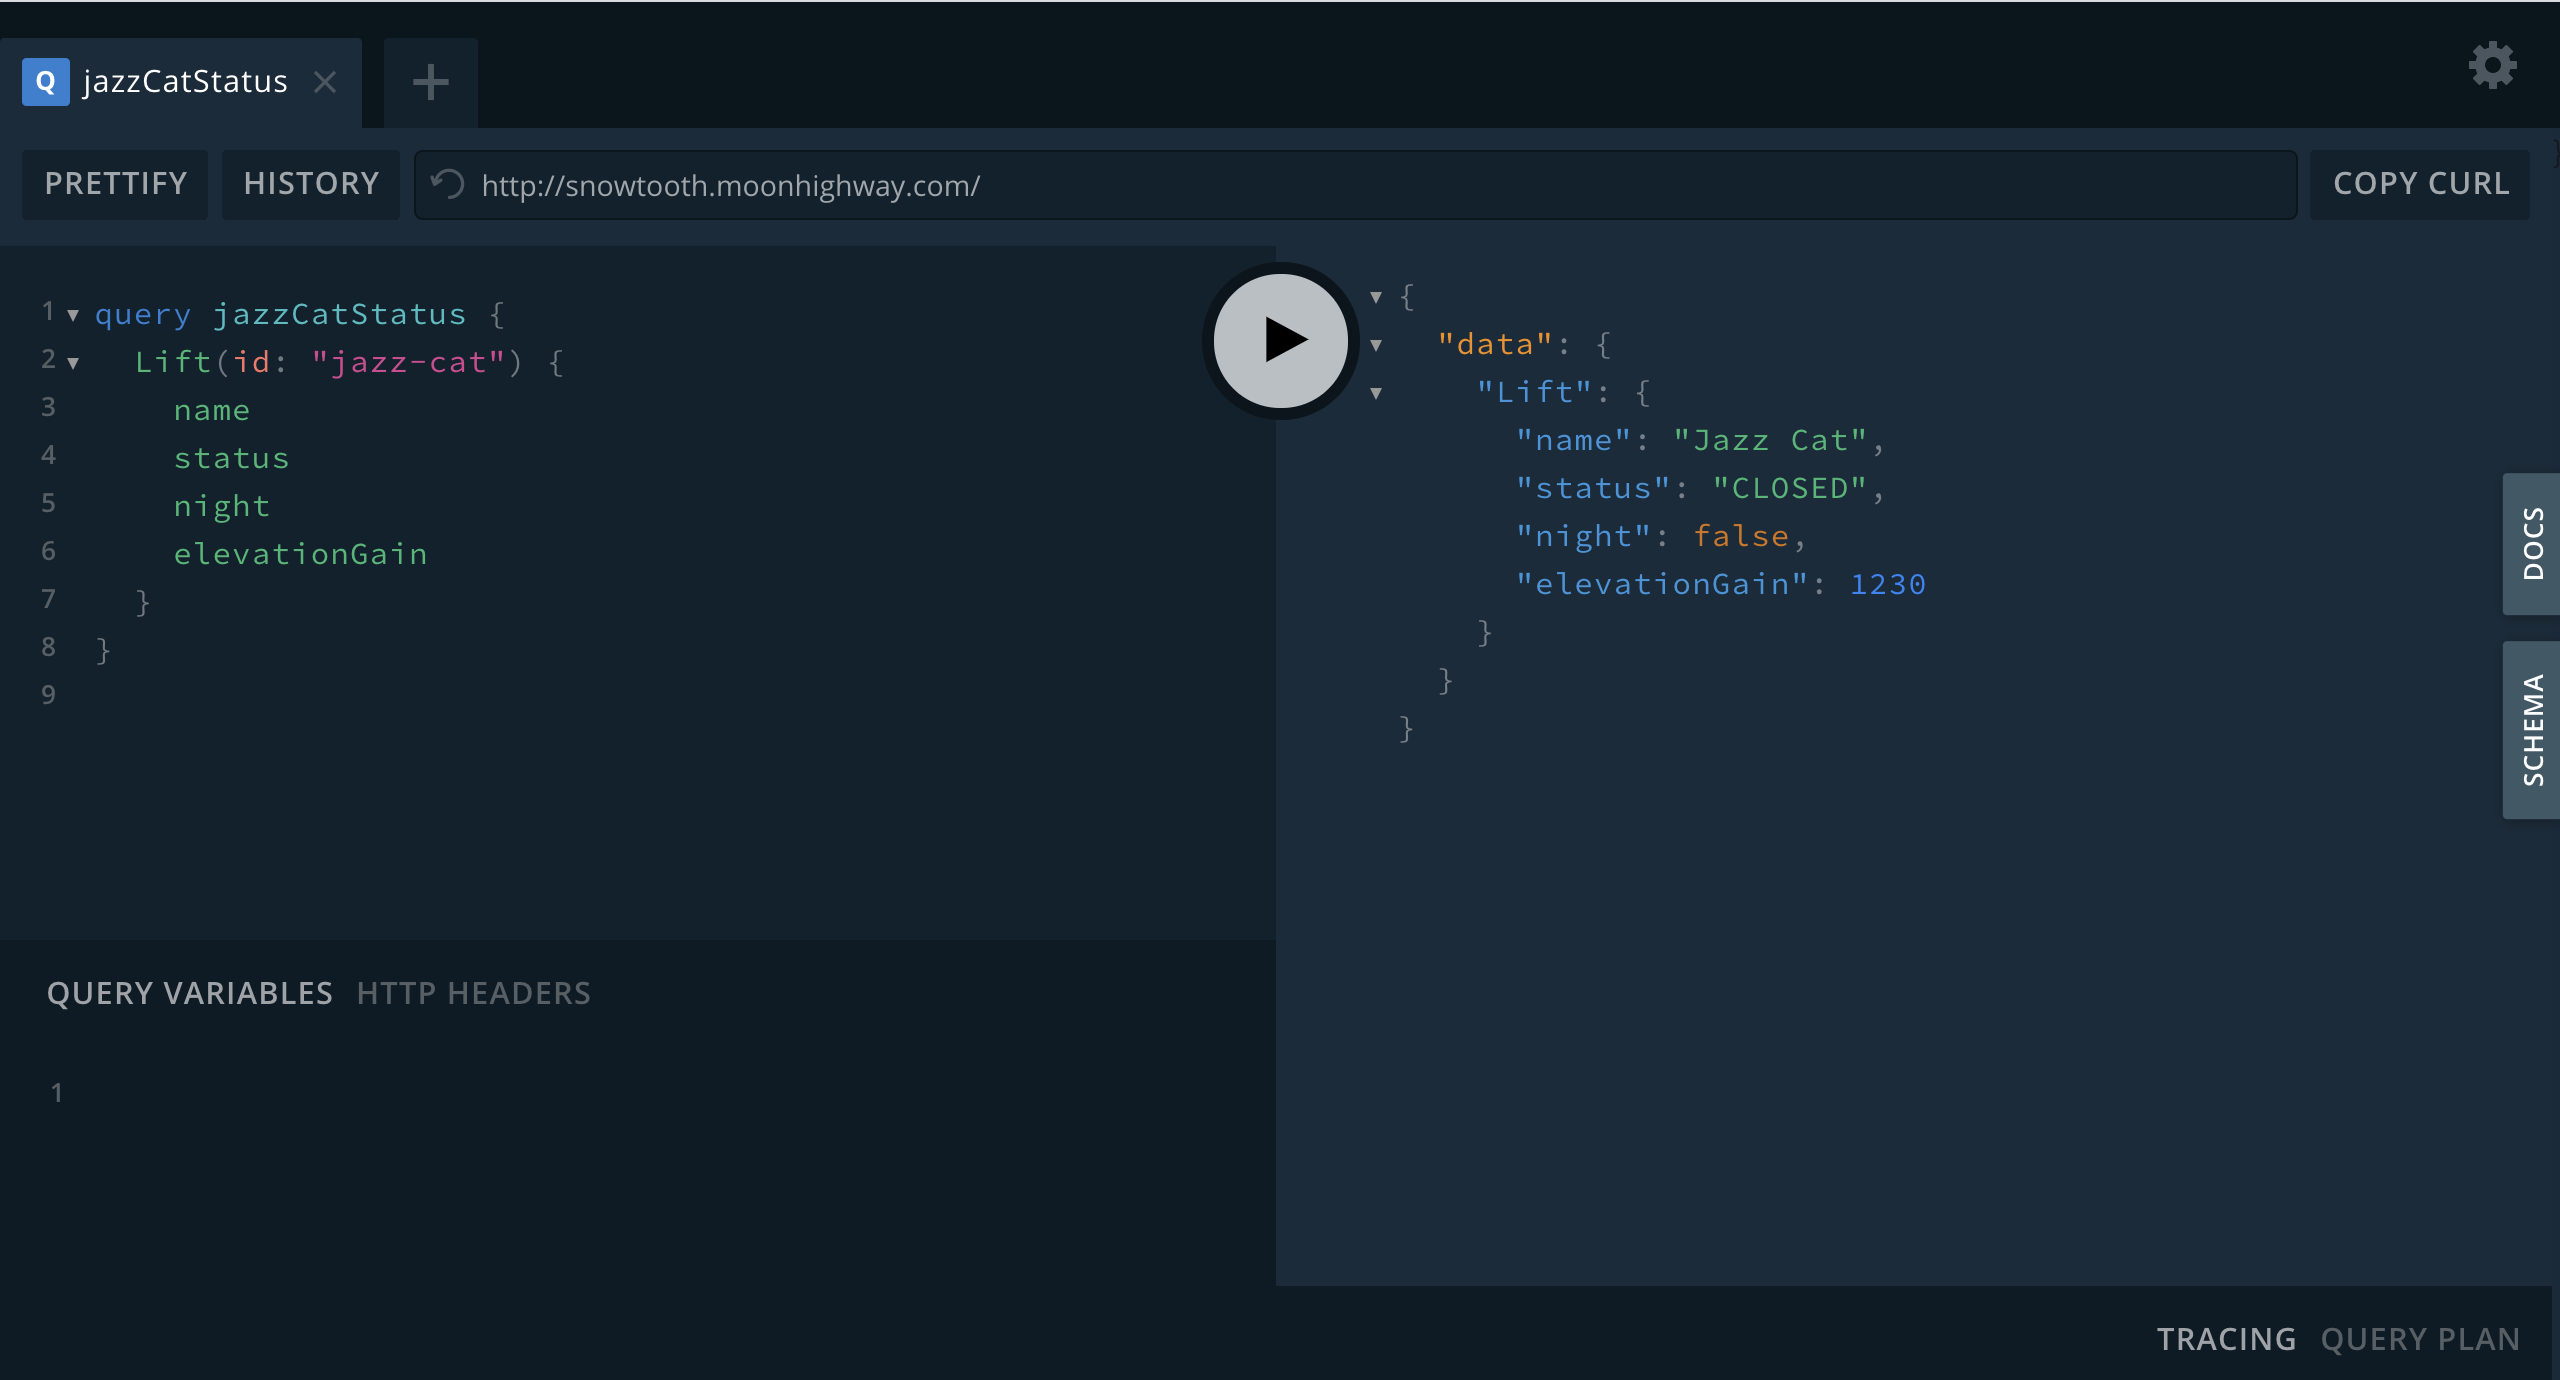 Q jazzCatStatus
PRETTIFY HISTORY http://snowtooth.moonhighway.com/ COPY CURL
1 query jazzCatStatus {
2 Lift(id: "jazz-cat") {
3 name
4 status
5 night
6 elevationGain
7 }
8 }
9
{
"data": {
"Lift": {
"name": "Jazz Cat",
"status": "CLOSED",
"night": false,
"elevationGain": 1230
}
}
}
DOCS
SCHEMA
QUERY VARIABLES HTTP HEADERS
1
TRACING QUERY PLAN